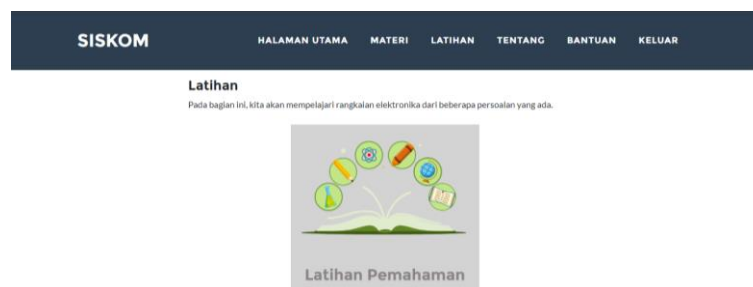 SISKOM HALAMAN UTAMA MATERI LATIHAN TENTANG BANTUAN KELUAR
Latihan
Pada bagian ini, kita akan mempelajari rangkaian elektronika dari beberapa persoalan yang ada.
Latihan Pemahaman